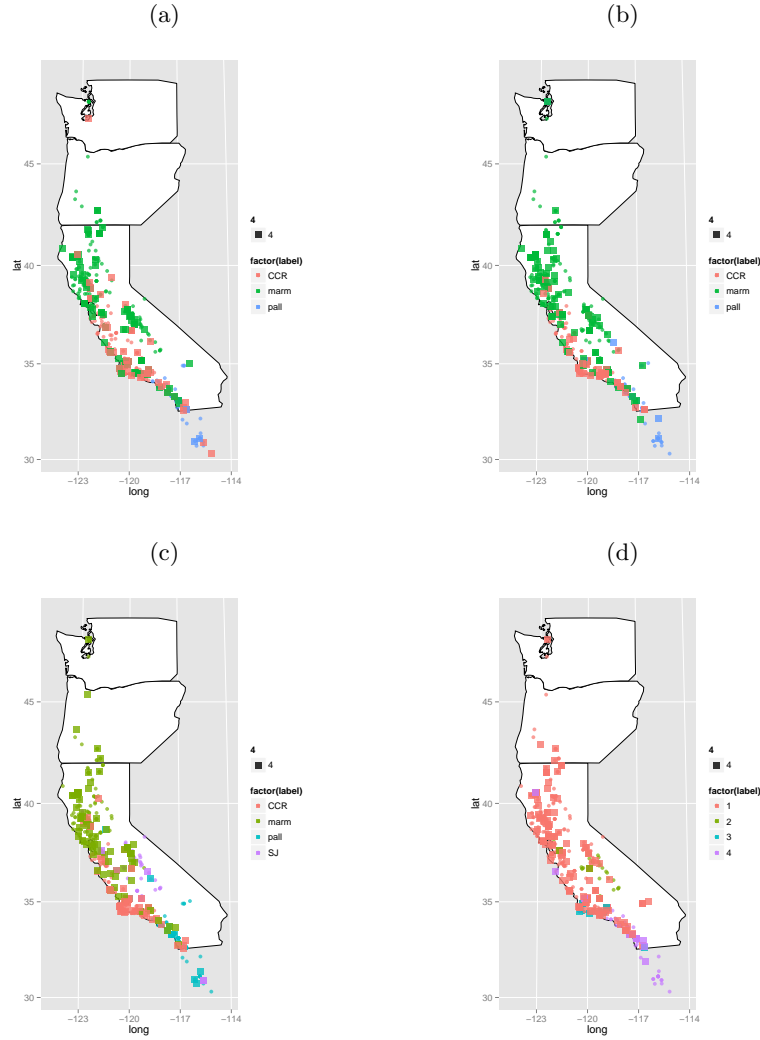 (a)
(b)
45
40
35
30
lat
−123
−120
−117
−114
long
4
4
factor(label)
CCR
marm
pall
45
40
35
30
lat
−123
−120
−117
−114
long
4
4
factor(label)
CCR
marm
pall
(c)
(d)
45
40
35
30
lat
−123
−120
−117
−114
long
4
4
factor(label)
CCR
marm
pall
SJ
45
40
35
30
lat
−123
−120
−117
−114
long
4
4
factor(label)
1
2
3
4